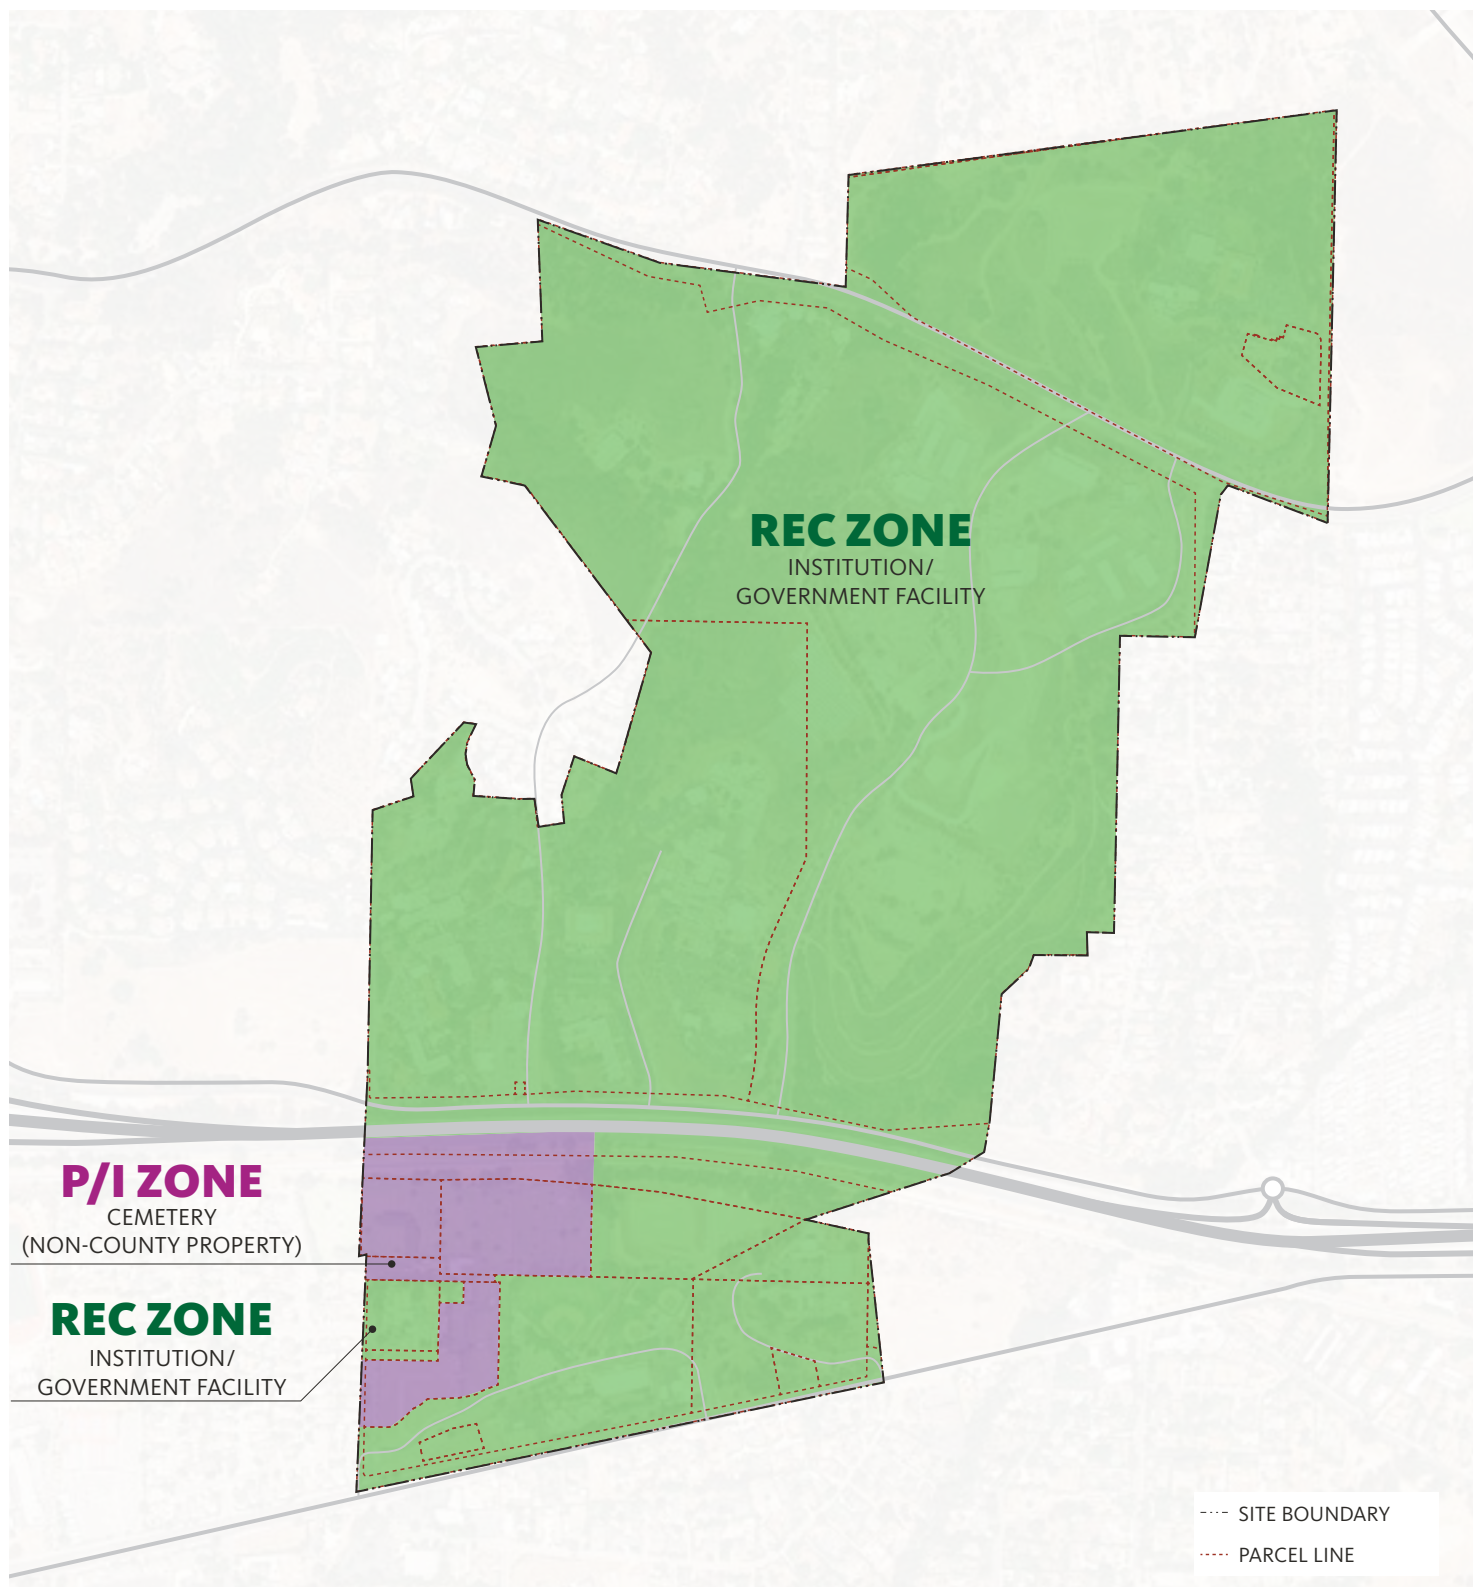 REC ZONE
INSTITUTION/
GOVERNMENT FACILITY
P/I ZONE
CEMETERY
(NON-COUNTY PROPERTY)
REC ZONE
INSTITUTION/
GOVERNMENT FACILITY
SITE BOUNDARY
PARCEL LINE